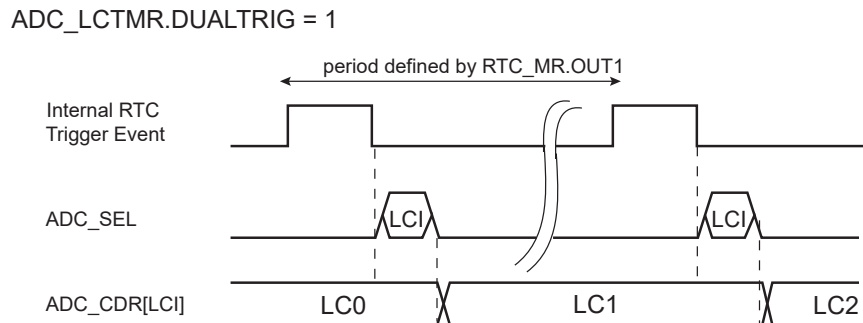 ADC_LCTMR.DUALTRIG = 1
period defined by RTC_MR.OUT1
Internal RTC
Trigger Event
ADC_SEL
LCI
LCI
ADC_CDR[LCI]
LC0
LC1
LC2